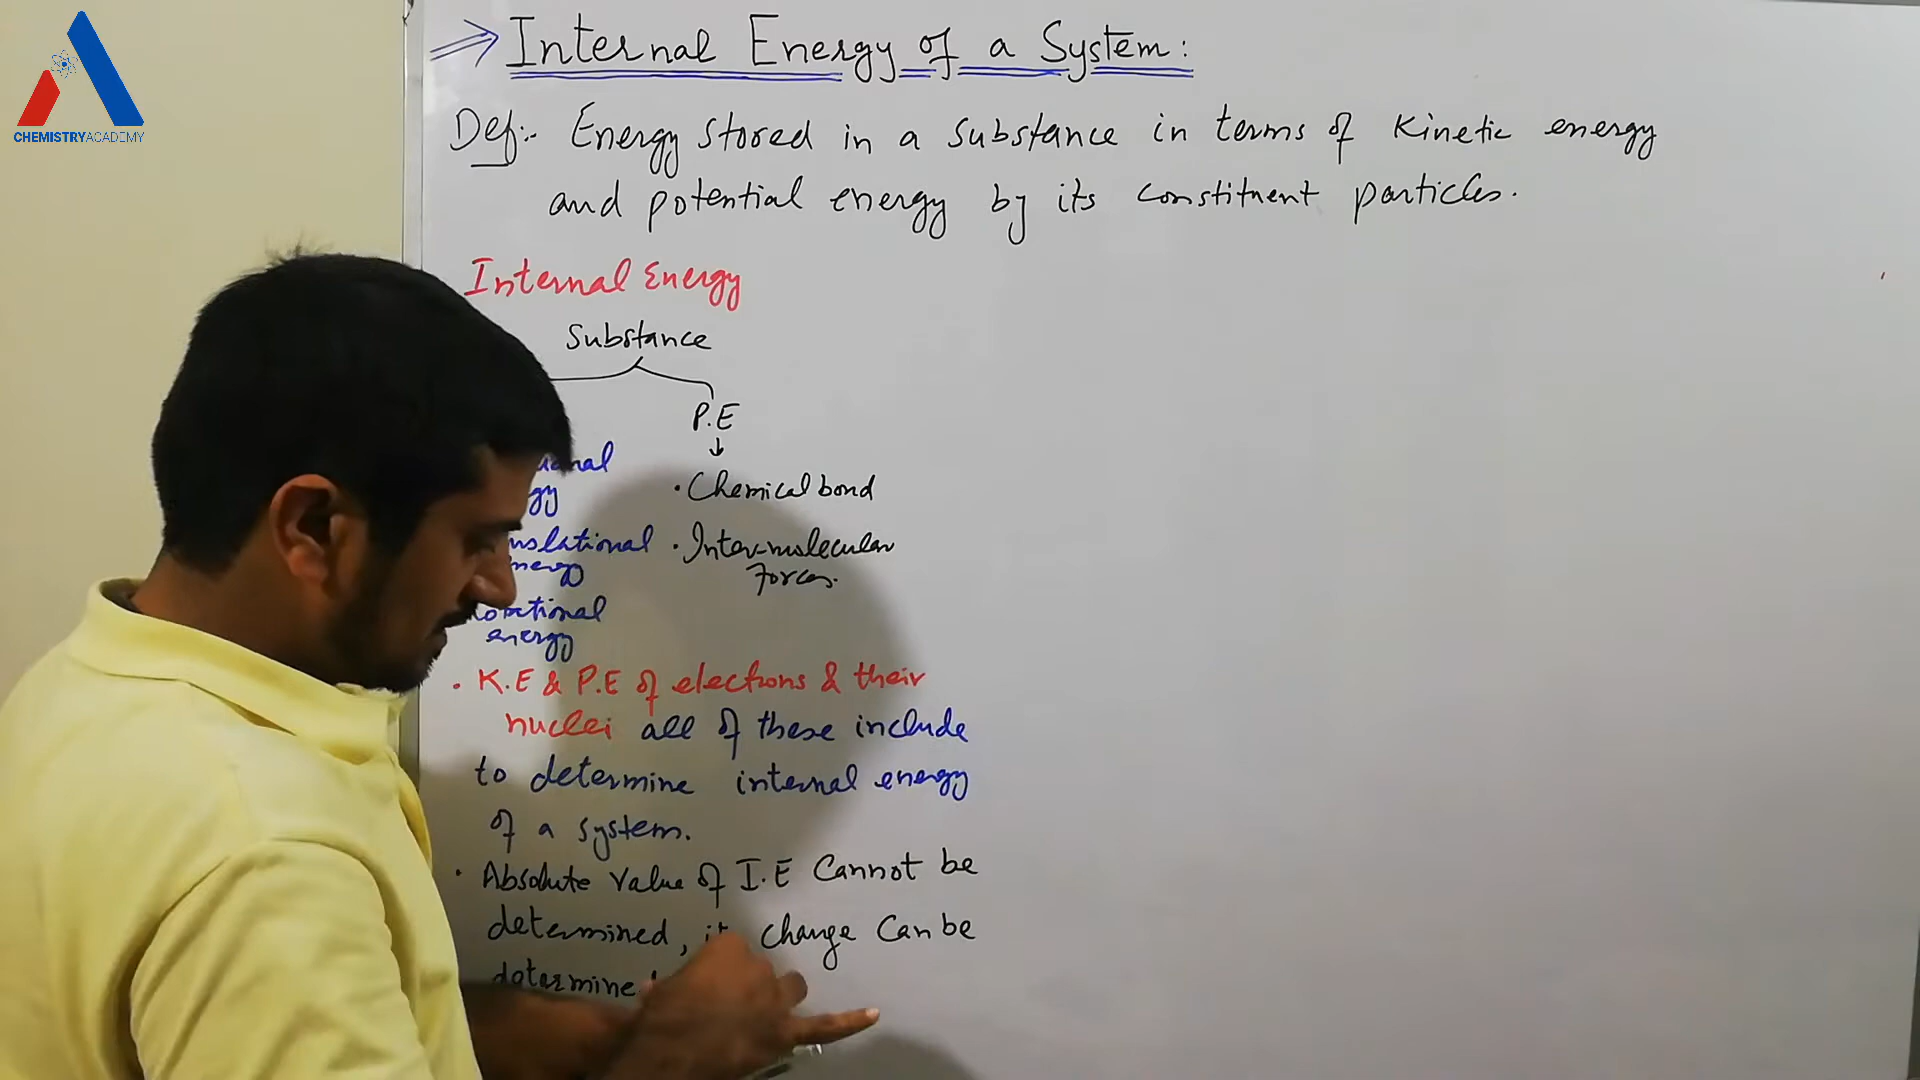 CHEMISTRYACADEMY
⇒ Internal Energy of a System:
Def:- Energy stored in a substance in terms of Kinetic energy
and potential energy by its constituent particles.
Internal Energy
Substance
P.E
↓
• Chemical bond
• Inter-molecular
Forces.
energy
• K.E & P.E of electrons & their
nuclei all of these include
to determine internal energy
of a system.
• Absolute value of I.E Cannot be
determined, change Can be